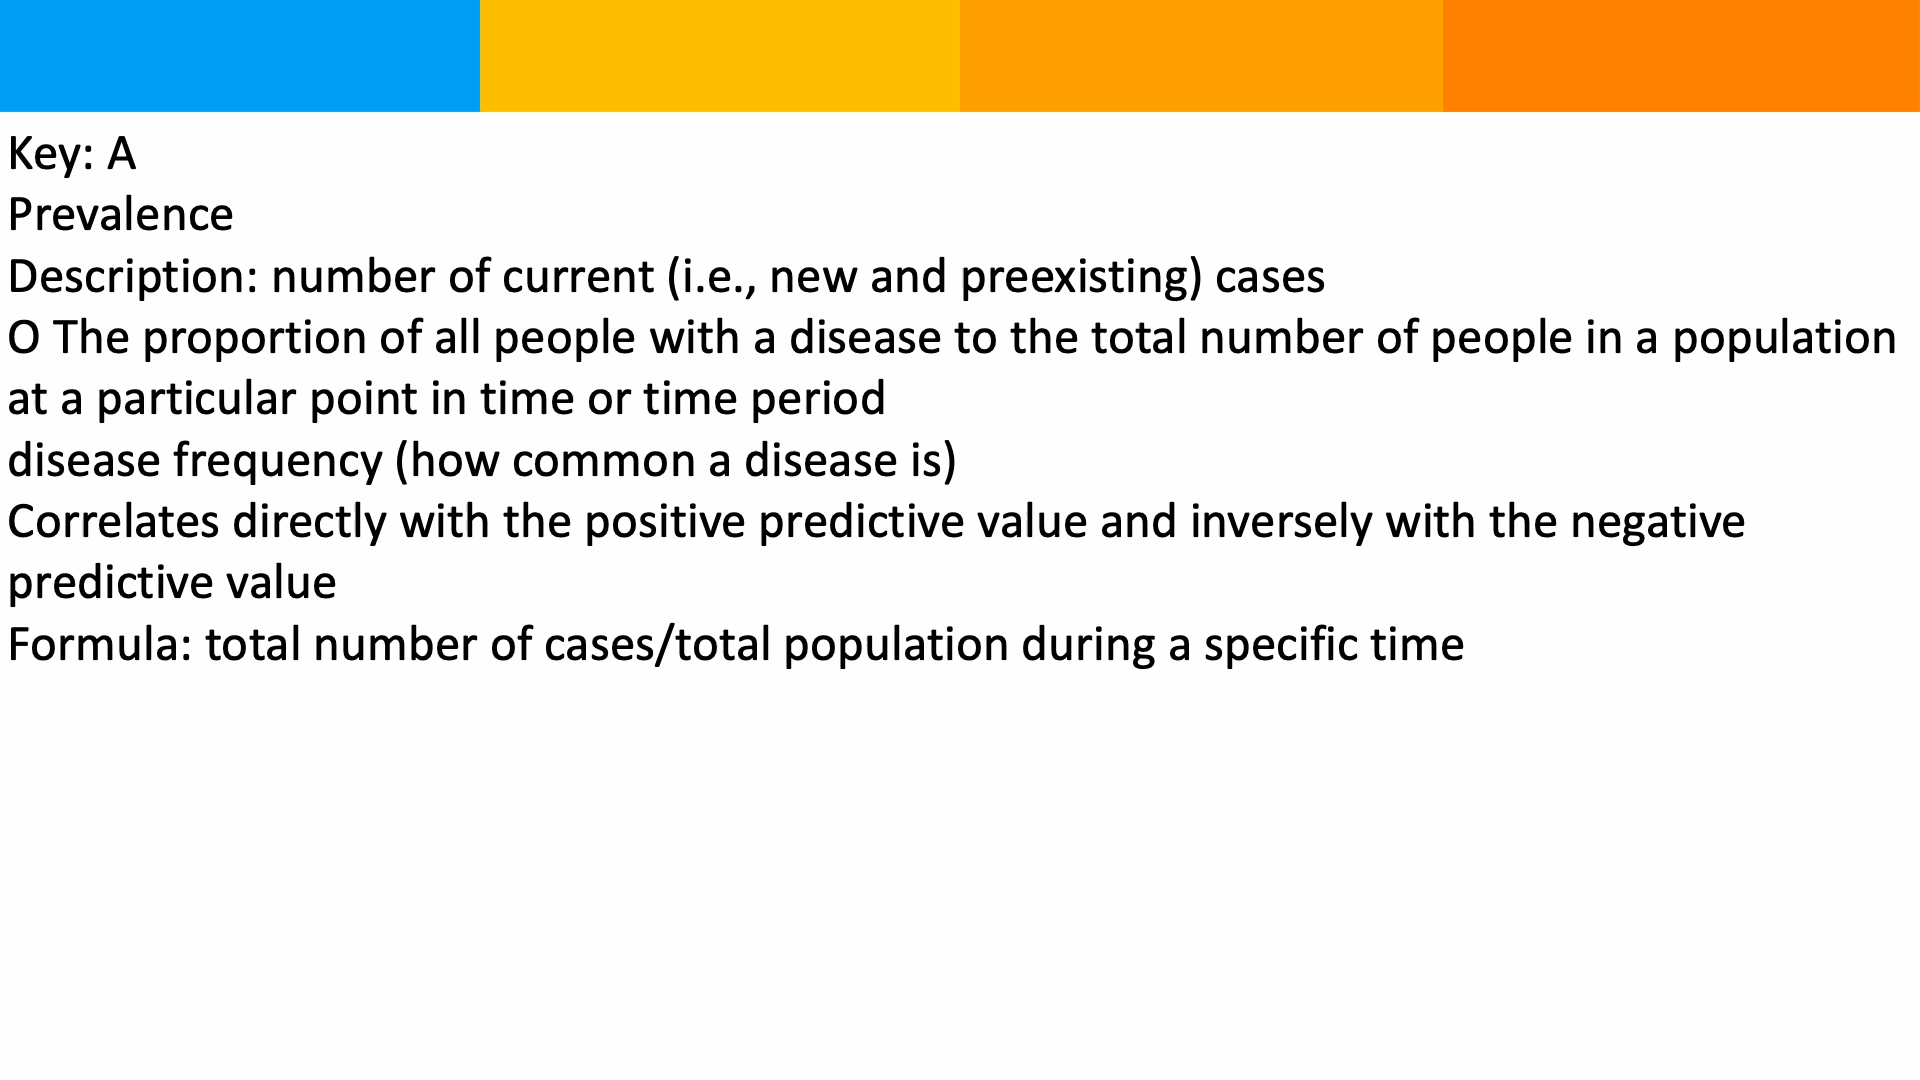 Key: A
Prevalence
Description: number of current (i.e., new and preexisting) cases
O The proportion of all people with a disease to the total number of people in a population
at a particular point in time or time period
disease frequency (how common a disease is)
Correlates directly with the positive predictive value and inversely with the negative
predictive value
Formula: total number of cases/total population during a specific time